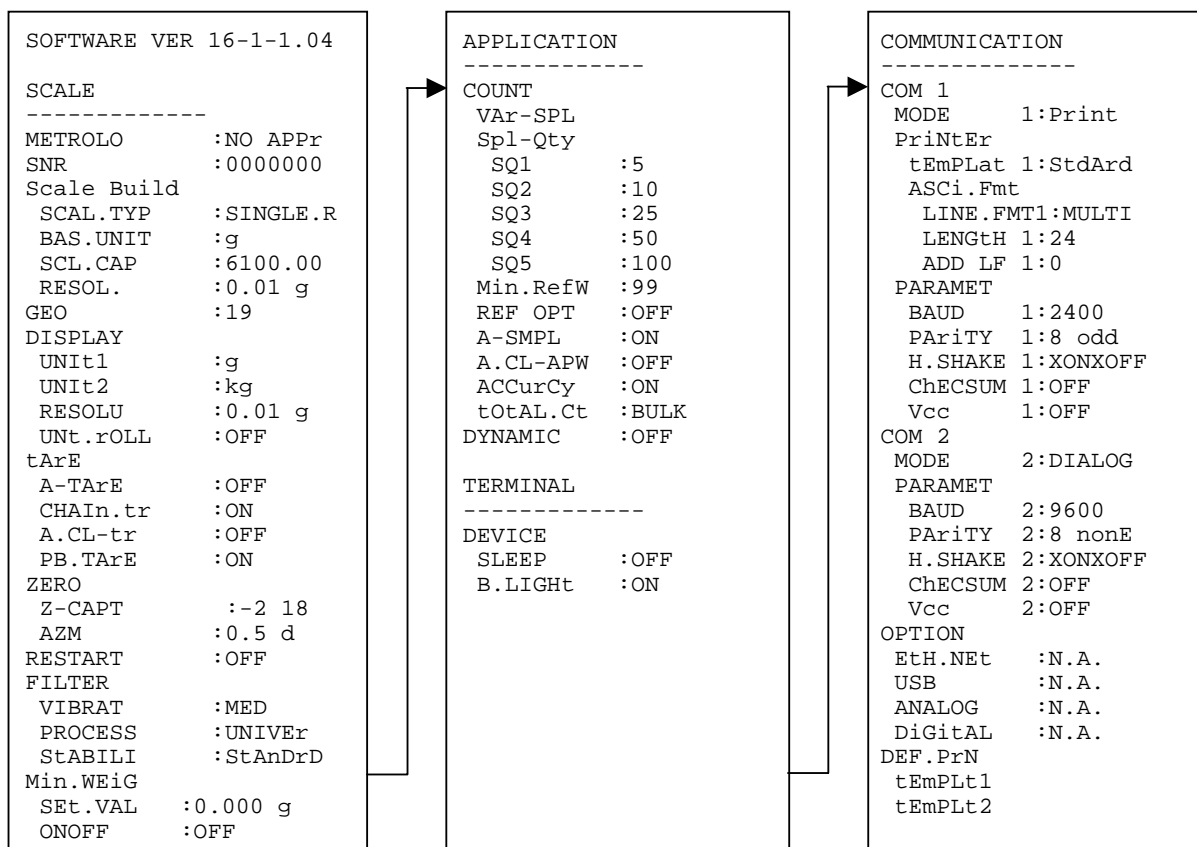 SOFTWARE VER 16-1-1.04
SCALE
-------------
METROLO :NO APPr
SNR :0000000
Scale Build
SCAL.TYP :SINGLE.R
BAS.UNIT :g
SCL.CAP :6100.00
RESOL. :0.01 g
GEO :19
DISPLAY
UNIt1 :g
UNIt2 :kg
RESOLU :0.01 g
UNt.rOLL :OFF
tArE
A-TArE :OFF
CHAIn.tr :ON
A.CL-tr :OFF
PB.TArE :ON
ZERO
Z-CAPT :-2 18
AZM :0.5 d
RESTART :OFF
FILTER
VIBRAT :MED
PROCESS :UNIVEr
StABILI :StAnDrD
Min.WEiG
SEt.VAL :0.000 g
ONOFF :OFF
APPLICATION
-------------
COUNT
VAr-SPL
Spl-Qty
SQ1 :5
SQ2 :10
SQ3 :25
SQ4 :50
SQ5 :100
Min.RefW :99
REF OPT :OFF
A-SMPL :ON
A.CL-APW :OFF
ACCurCy :ON
tOtAL.Ct :BULK
DYNAMIC :OFF
TERMINAL
-------------
DEVICE
SLEEP :OFF
B.LIGHt :ON
COMMUNICATION
--------------
COM 1
MODE 1:Print
PriNtEr
tEmPLat 1:StdArd
ASCi.Fmt
LINE.FMT1:MULTI
LENGtH 1:24
ADD LF 1:0
PARAMET
BAUD 1:2400
PAriTY 1:8 odd
H.SHAKE 1:XONXOFF
ChECSUM 1:OFF
Vcc 1:OFF
COM 2
MODE 2:DIALOG
PARAMET
BAUD 2:9600
PAriTY 2:8 nonE
H.SHAKE 2:XONXOFF
ChECSUM 2:OFF
Vcc 2:OFF
OPTION
EtH.NEt :N.A.
USB :N.A.
ANALOG :N.A.
DiGitAL :N.A.
DEF.PrN
tEmPLt1
tEmPLt2